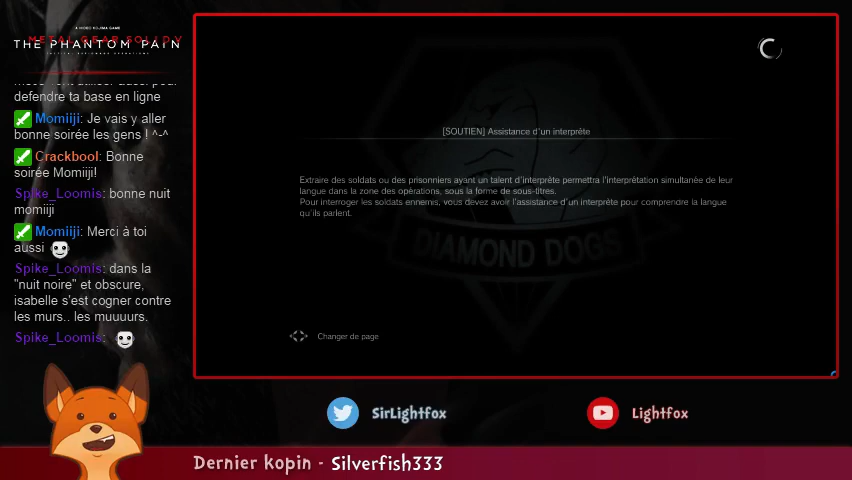 A HIDEO KOJIMA GAME
METAL GEAR SOLID V
THE PHANTOM PAIN
defendre ta base en ligne
Momiiji: Je vais y aller
bonne soirée les gens ! ^-^
Crackbool: Bonne
soirée Momiiji!
Spike_Loomis: bonne nuit
momiiji
Momiiji: Merci à toi
aussi
Spike_Loomis: dans la
"nuit noire" et obscure,
isabelle s'est cogner contre
les murs.. les muuuurs.
Spike_Loomis:
[SOUTIEN] Assistance d'un interprète
Extraire des soldats ou des prisonniers ayant un talent d'interprète permettra l'interprétation simultanée de leur
langue dans la zone des opérations, sous la forme de sous-titres.
Pour interroger les soldats ennemis, vous devez avoir l'assistance d'un interprète pour comprendre la langue
qu'ils parlent.
DIAMOND DOGS
Changer de page
SirLightfox
Lightfox
Dernier kopin - Silverfish333